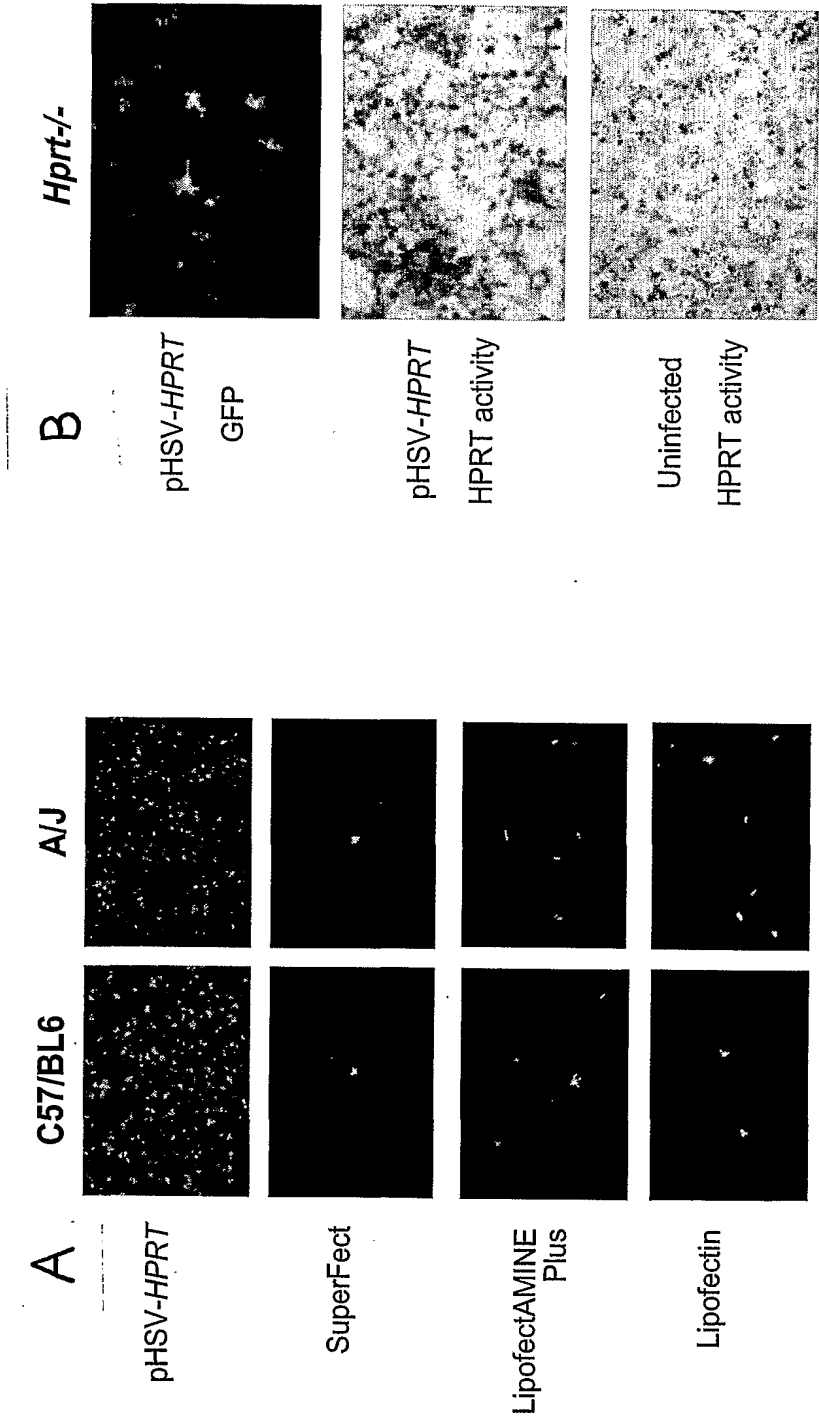 A
C57/BL6 A/J
pHSV-HPRT
SuperFect
LipofectAMINE
Plus
Lipofectin
B
Hprt-/-
pHSV-HPRT
GFP
pHSV-HPRT
HPRT activity
Uninfected
HPRT activity